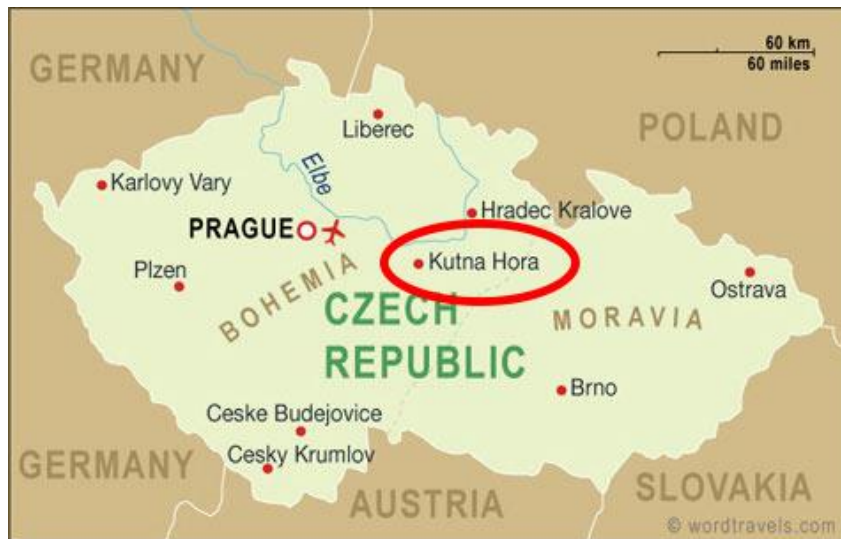 GERMANY
60 km
60 miles
POLAND
Liberec
Elbe
Karlovy Vary
Hradec Kralove
PRAGUE
Kutna Hora
Plzen
BOHEMIA
Ostrava
CZECH
REPUBLIC
MORAVIA
Brno
Ceske Budejovice
Cesky Krumlov
GERMANY
AUSTRIA
SLOVAKIA
© wordtravels.com